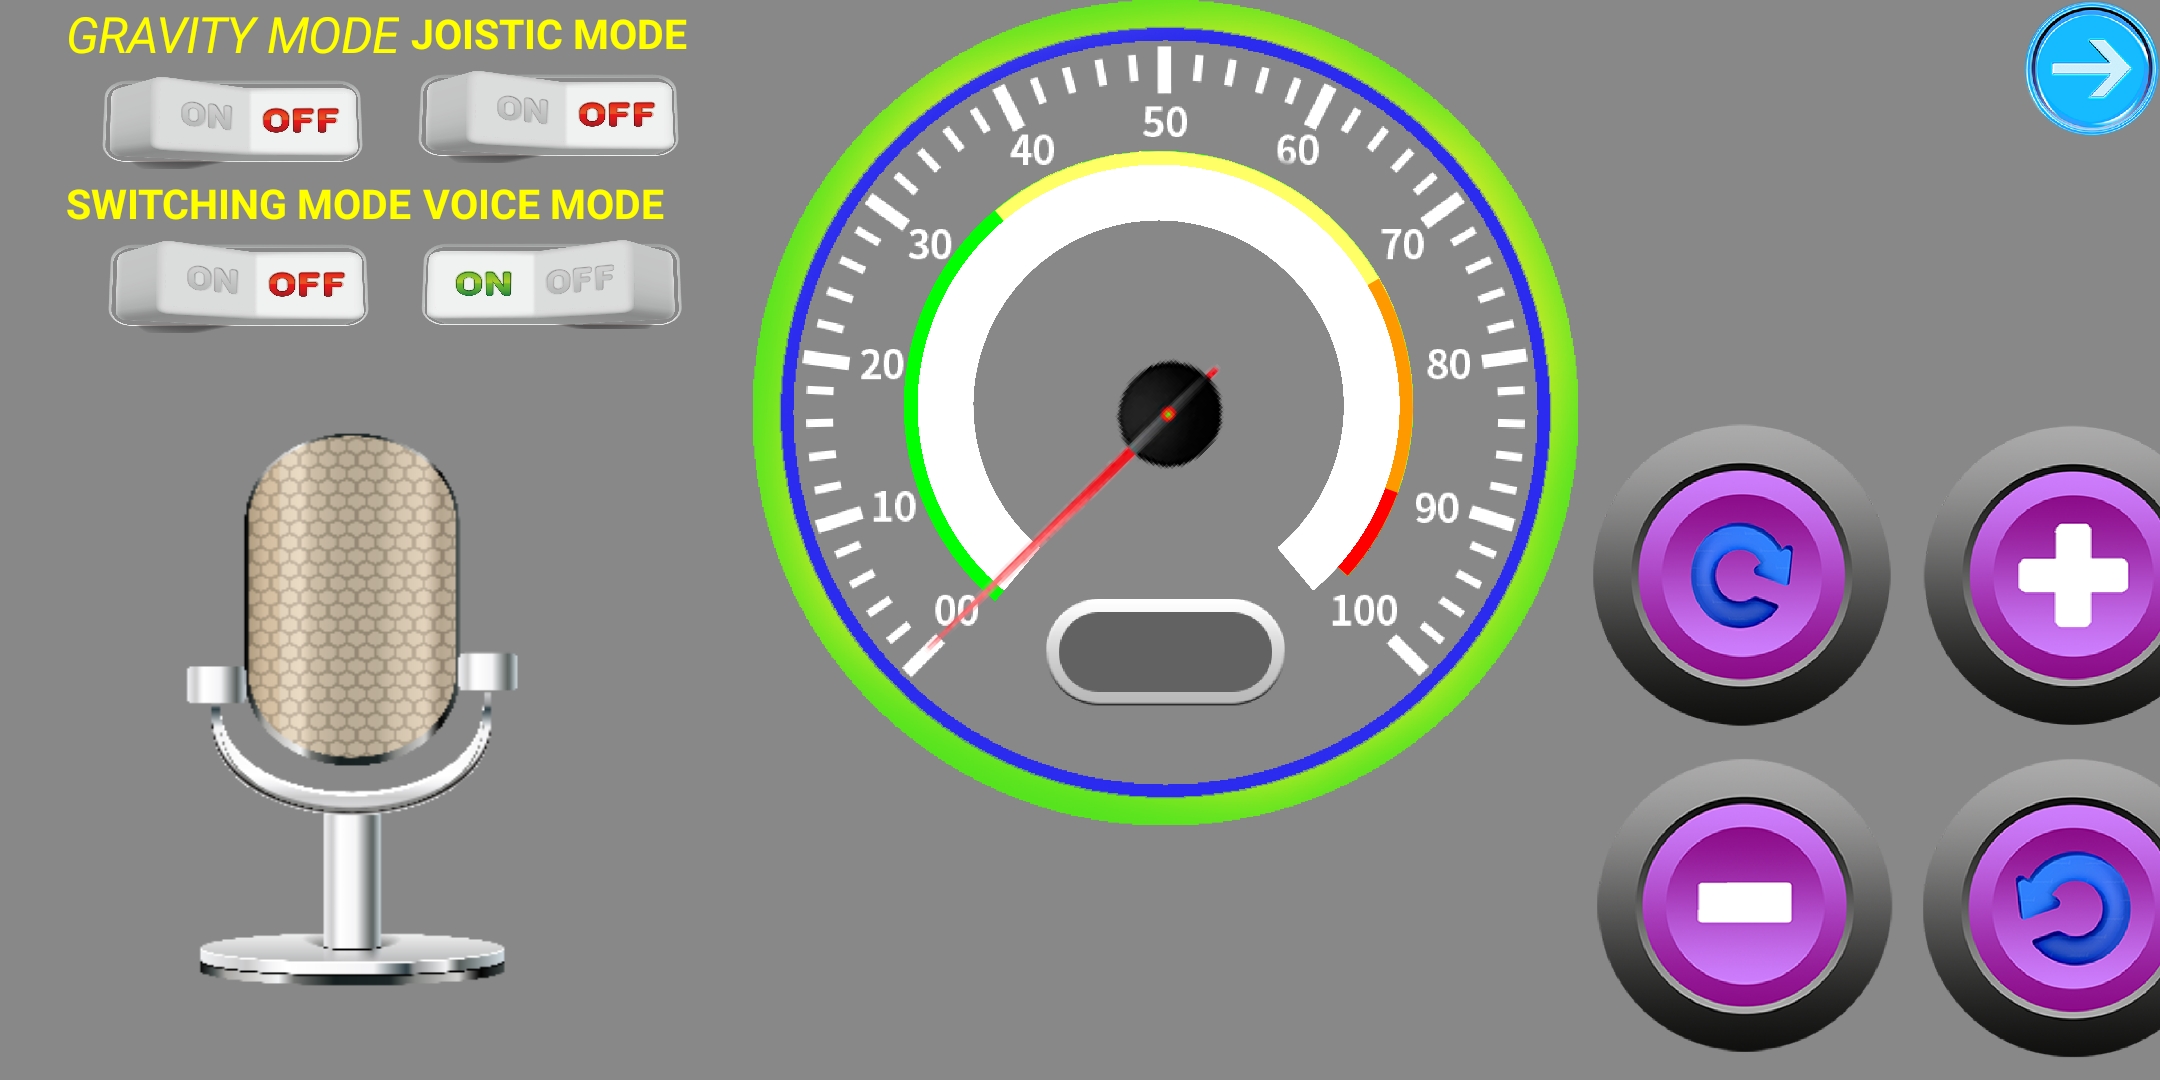 GRAVITY MODE JOISTIC MODE
ON OFF ON OFF
SWITCHING MODE VOICE MODE
ON OFF ON OFF
50
40 60
30 70
20 80
10 90
00 100